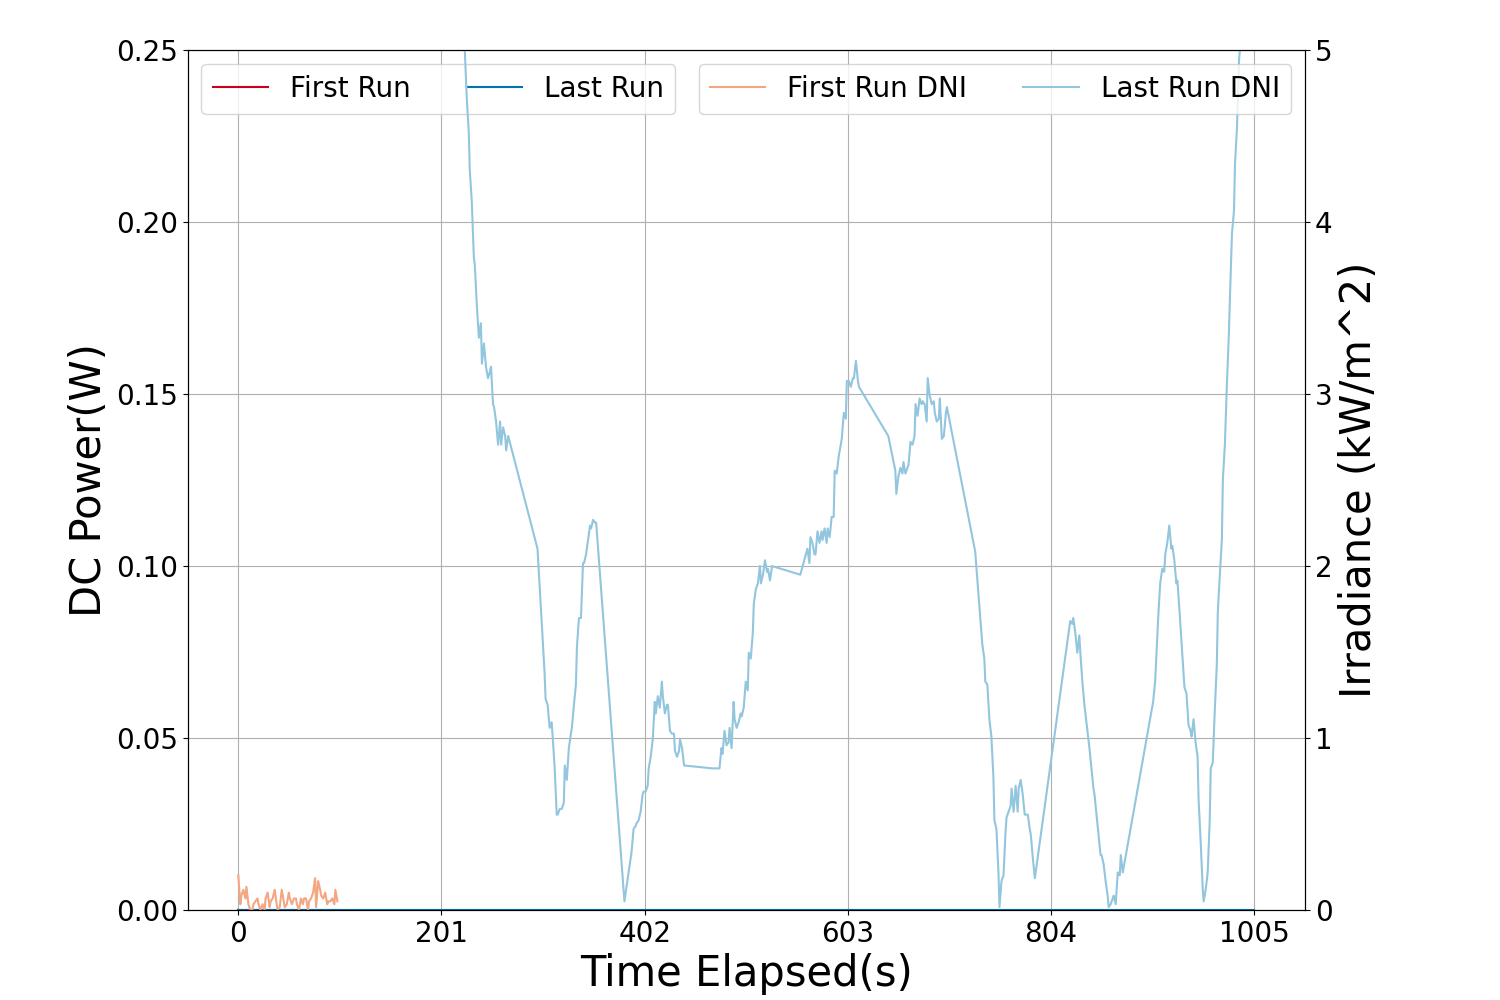 First Run
Last Run
First Run DNI
Last Run DNI
DC Power(W)
0.25
0.20
0.15
0.10
0.05
0.00
5
4
3
2
1
0
Irradiance (kW/m^2)
0
201
402
603
804
1005
Time Elapsed(s)